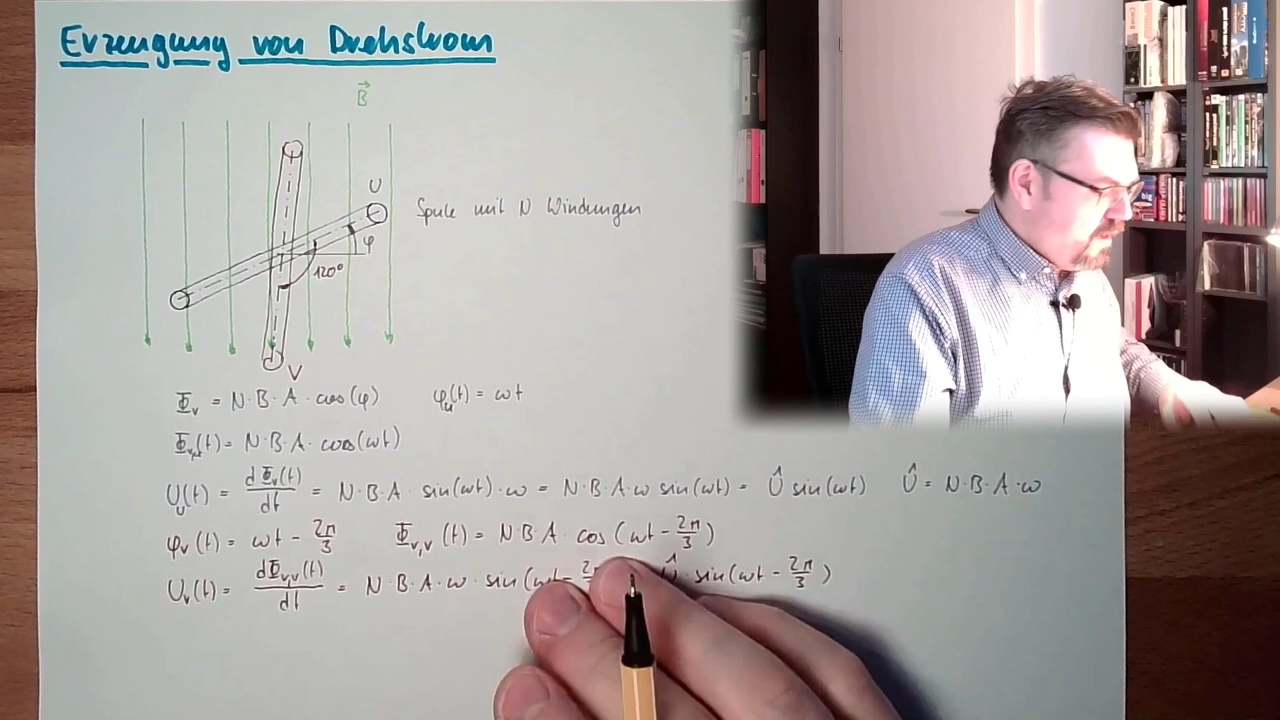 Erzeugung von Drehstrom
B⃗
U
Spule mit N Windungen
φ
120°
V
Φ_v = N·B·A·cos(φ) φ_u(t) = ωt
Φ_v,u(t) = N·B·A·cos(ωt)
U_u(t) = dΦ_v(t)/dt = N·B·A·sin(ωt)·ω = N·B·A·ω sin(ωt) = Û sin(ωt) Û = N·B·A·ω
φ_v(t) = ωt - 2π/3 Φ_v,v(t) = N·B·A·cos(ωt - 2π/3)
U_v(t) = dΦ_v,v(t)/dt = N·B·A·ω·sin(ωt - Û·sin(ωt - 2π/3)
big